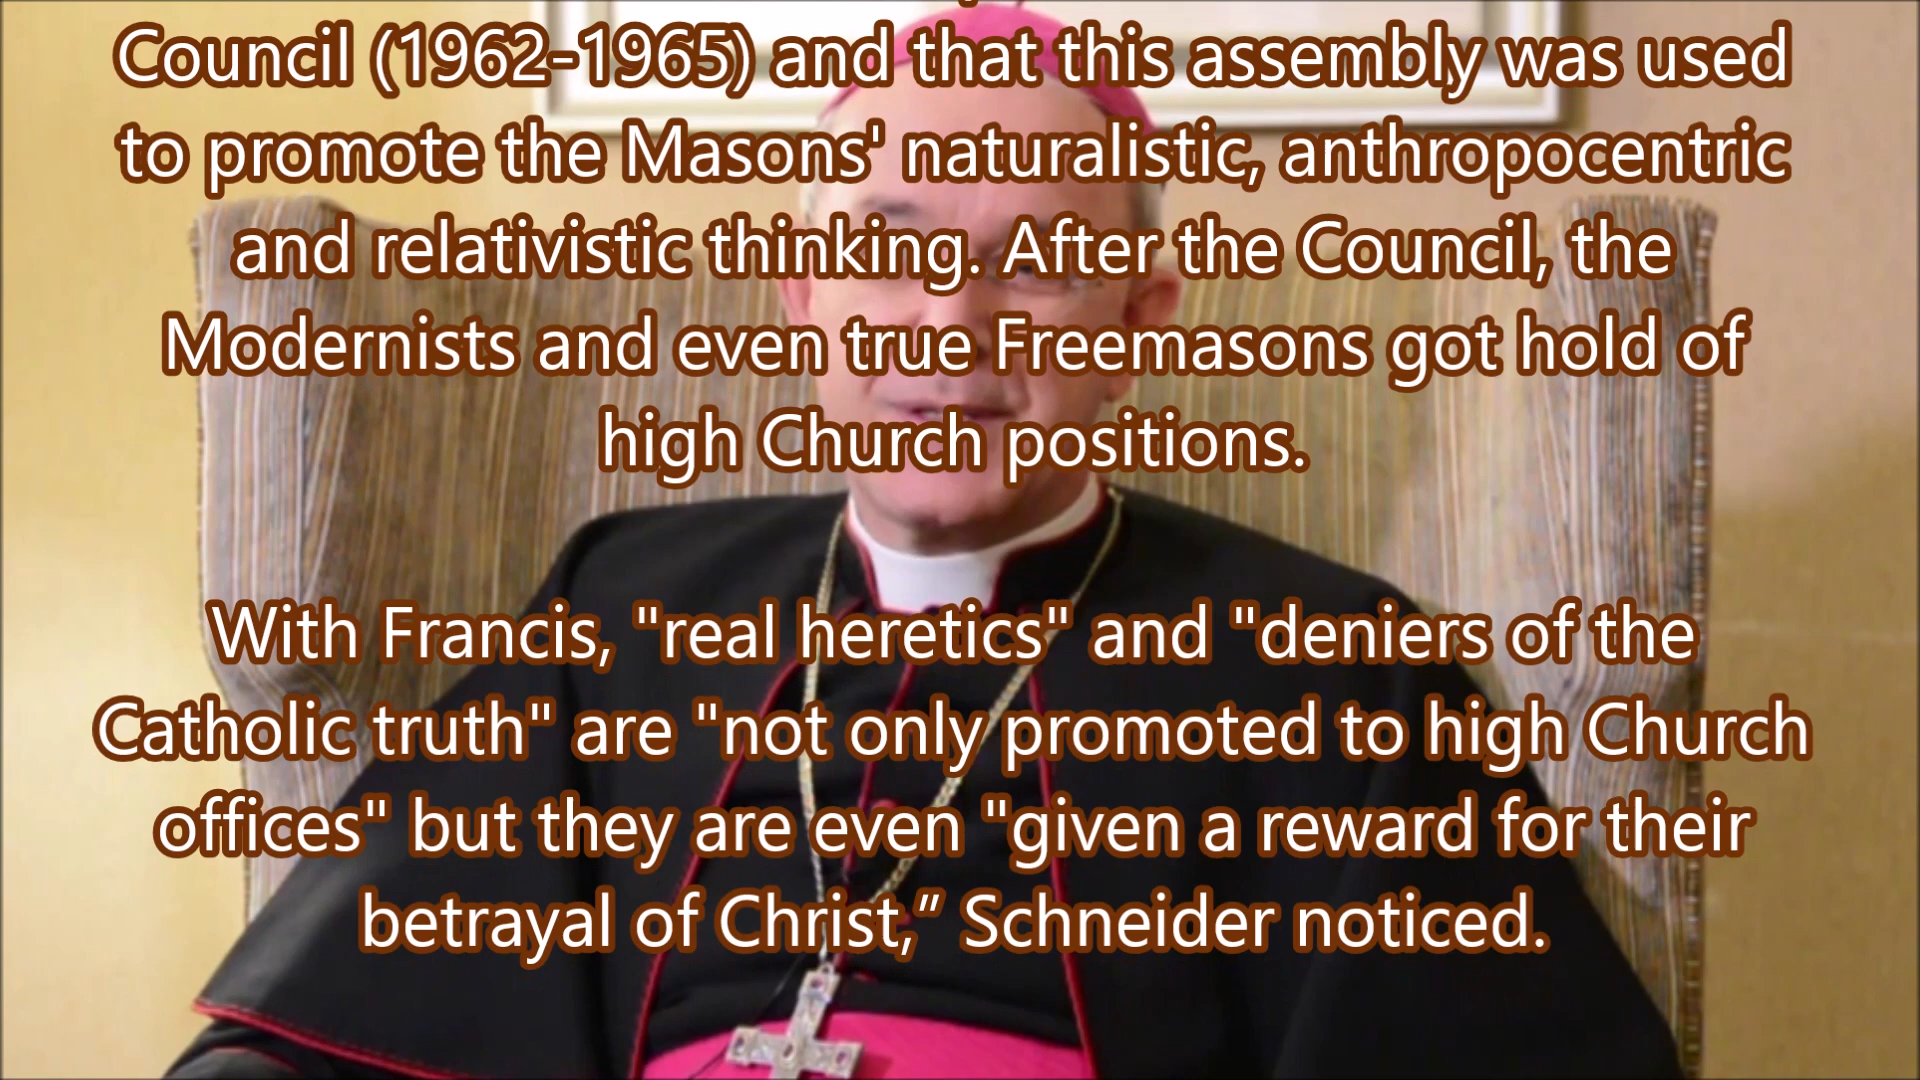 Council (1962-1965) and that this assembly was used
to promote the Masons' naturalistic, anthropocentric
and relativistic thinking. After the Council, the
Modernists and even true Freemasons got hold of
high Church positions.
With Francis, "real heretics" and "deniers of the
Catholic truth" are "not only promoted to high Church
offices" but they are even "given a reward for their
betrayal of Christ,” Schneider noticed.